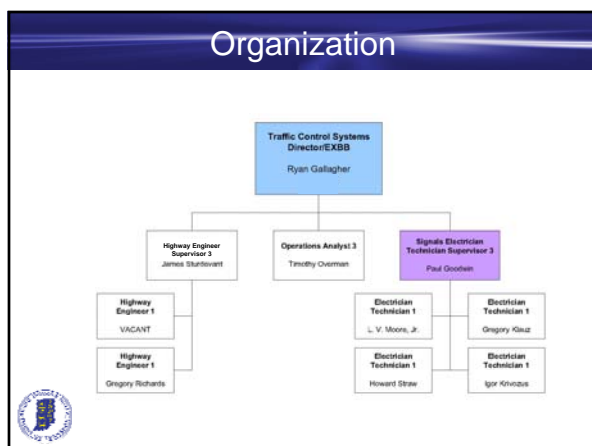 Organization
Traffic Control Systems
Director/EXBB
Ryan Gallagher
Highway Engineer
Supervisor 3
James Sturdevant
Operations Analyst 3
Timothy Overman
Signals Electrician
Technician Supervisor 3
Paul Goodwin
Highway
Engineer 1
VACANT
Highway
Engineer 1
Gregory Richards
Electrician
Technician 1
L. V. Moore, Jr.
Electrician
Technician 1
Gregory
Electrician
Technician 1
Howard Straw
Electrician
Technician 1
Igor Krivozus